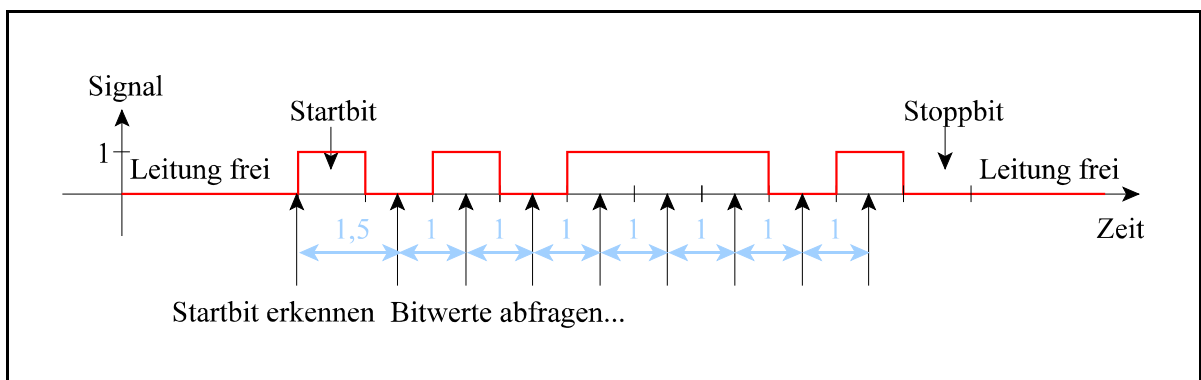 Signal
Startbit
Stoppbit
1
Leitung frei
Leitung frei
1,5
1
1
1
1
1
1
1
Zeit
Startbit erkennen
Bitwerte abfragen...